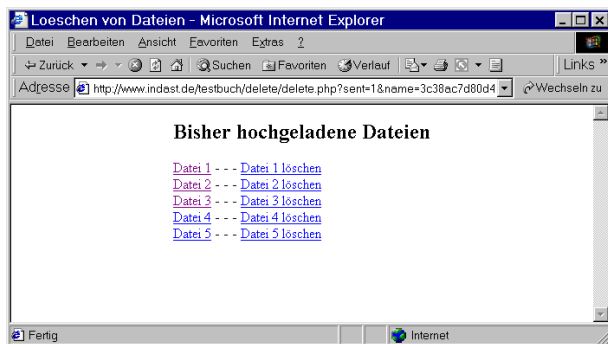 Loeschen von Dateien - Microsoft Internet Explorer
Datei Bearbeiten Ansicht Favoriten Extras ?
Zurück Suchen Favoriten Verlauf Links »
Adresse http://www.indast.de/testbuch/delete/delete.php?sent=1&name=3c38ac7d80d4 Wechseln zu
Bisher hochgeladene Dateien
Datei 1 - - - Datei 1 löschen
Datei 2 - - - Datei 2 löschen
Datei 3 - - - Datei 3 löschen
Datei 4 - - - Datei 4 löschen
Datei 5 - - - Datei 5 löschen
Fertig Internet